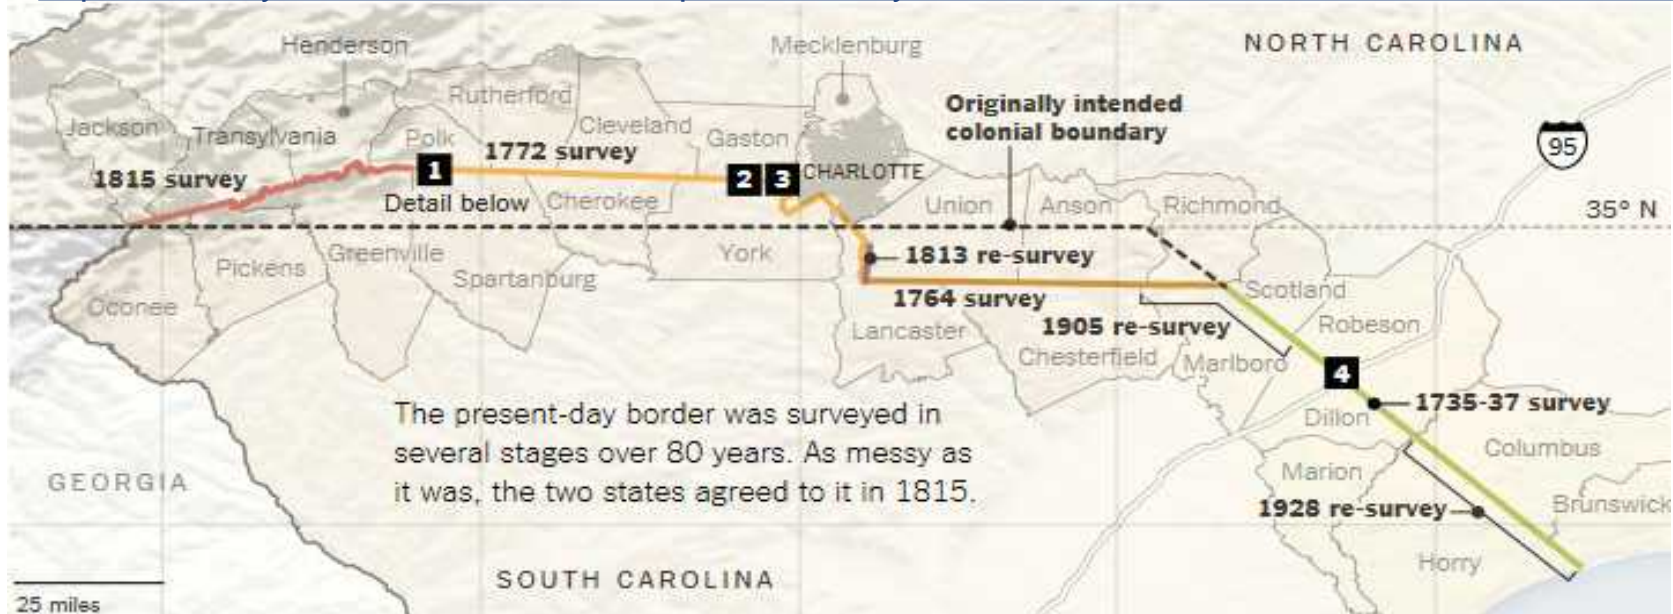 Henderson
Mecklenburg
NORTH CAROLINA
Rutherford
Originally intended
colonial boundary
Jackson
Transylvania
Polk
Cleveland
Gaston
95
1772 survey
1815 survey
1
2
3
CHARLOTTE
Detail below
Cherokee
Union
Anson
Richmond
35° N
Pickens
Greenville
York
1813 re-survey
Spartanburg
Oconee
1764 survey
Scotland
Lancaster
1905 re-survey
Robeson
Chesterfield
Marlboro
4
The present-day border was surveyed in
several stages over 80 years. As messy as
it was, the two states agreed to it in 1815.
Dillon
1735-37 survey
Columbus
Marion
GEORGIA
1928 re-survey
Brunswick
Horry
SOUTH CAROLINA
25 miles